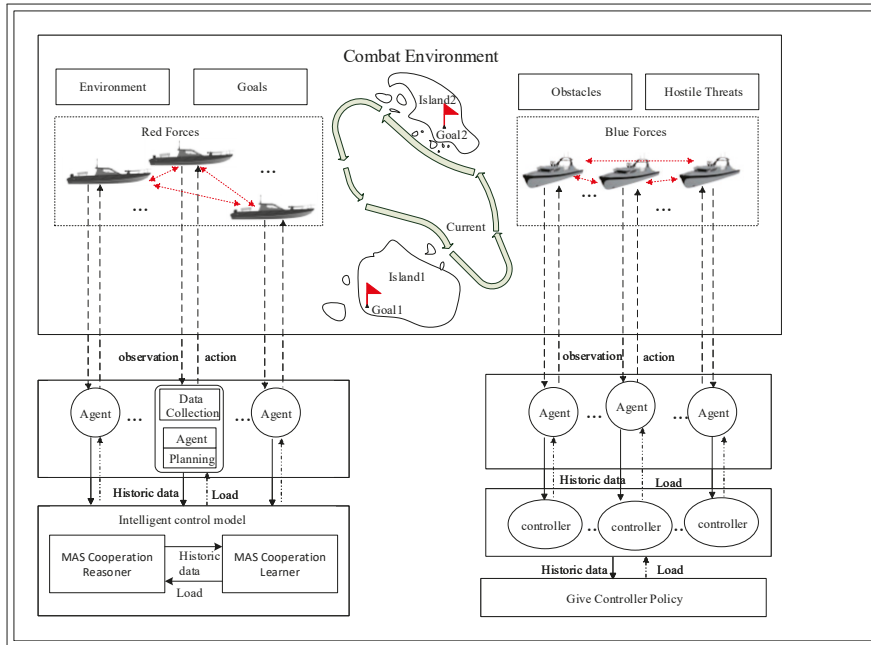 Combat Environment
Environment
Goals
Obstacles
Hostile Threats
Red Forces
Blue Forces
Island2
Goal2
...
...
...
...
Current
Island1
Goal1
observation
action
observation
action
Agent
...
Data
Collection
Agent
Planning
...
Agent
Agent
...
Agent
...
Agent
Historic data
Load
Historic data
Load
Intelligent control model
MAS Cooperation
Reasoner
Historic
data
Load
MAS Cooperation
Learner
controller
..
controller
..
controller
Historic data
Load
Give Controller Policy